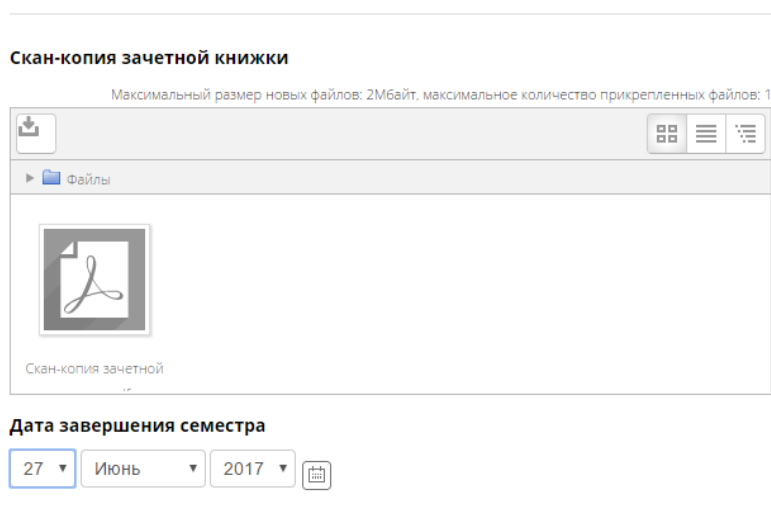 Скан-копия зачетной книжки
Максимальный размер новых файлов: 2Мбайт, максимальное количество прикрепленных файлов: 1
Файлы
Скан-копия зачетной
Дата завершения семестра
27 Июнь 2017